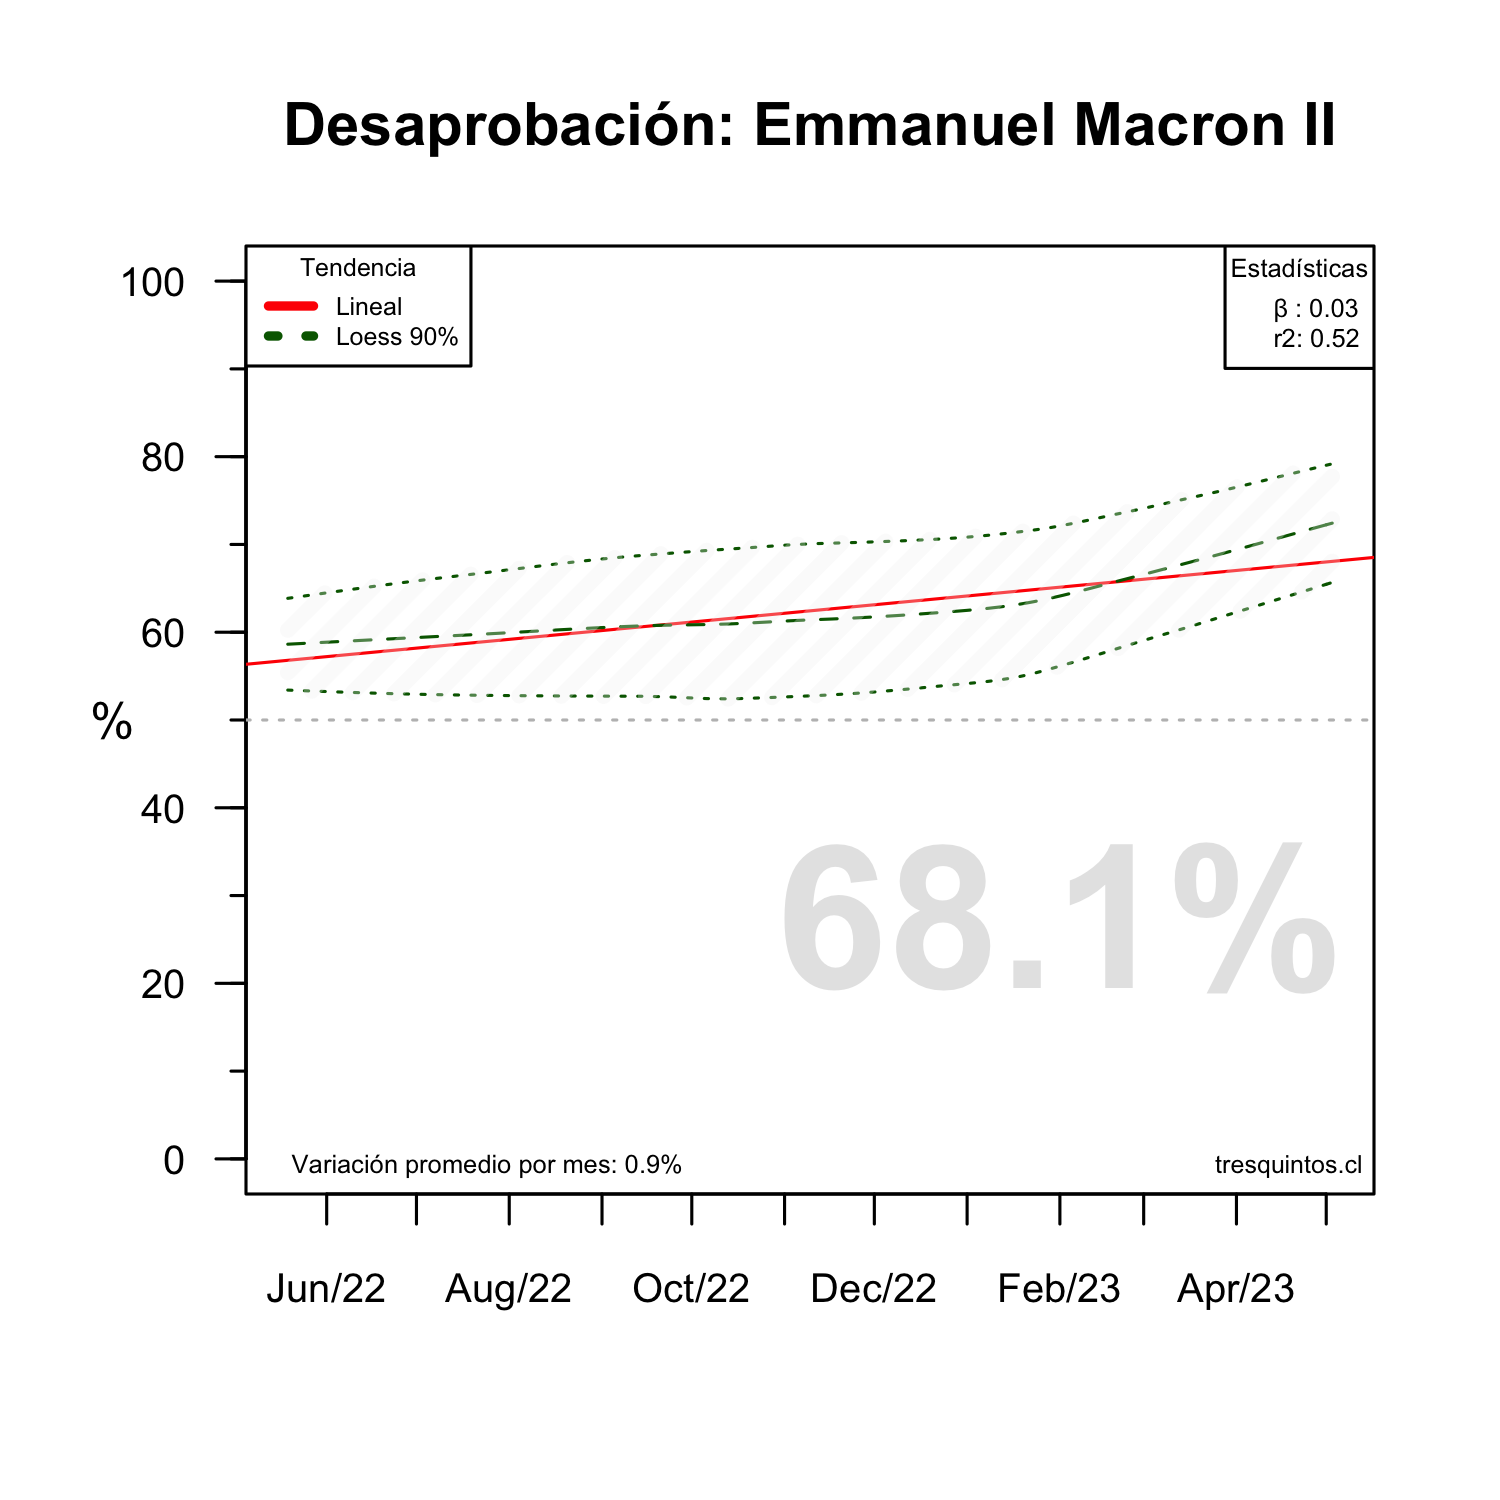 Desaprobación: Emmanuel Macron II
Tendencia
Lineal
Loess 90%
Estadísticas
β : 0.03
r2: 0.52
100
80
60
%
40
20
0
68.1%
Variación promedio por mes: 0.9%
tresquintos.cl
Jun/22 Aug/22 Oct/22 Dec/22 Feb/23 Apr/23